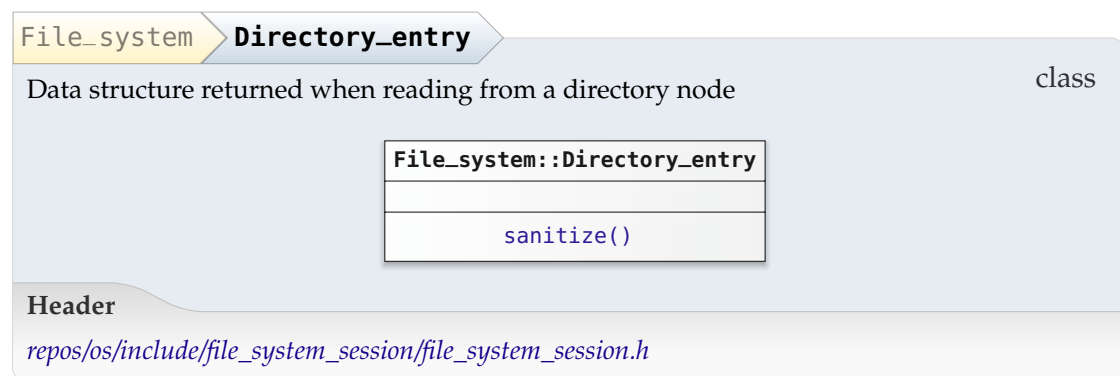 File_system Directory_entry
class
Data structure returned when reading from a directory node
File_system::Directory_entry
sanitize()
Header
repos/os/include/file_system_session/file_system_session.h